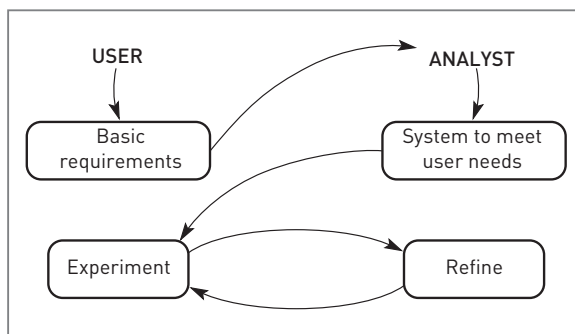 USER
ANALYST
Basic
requirements
System to meet
user needs
Experiment
Refine